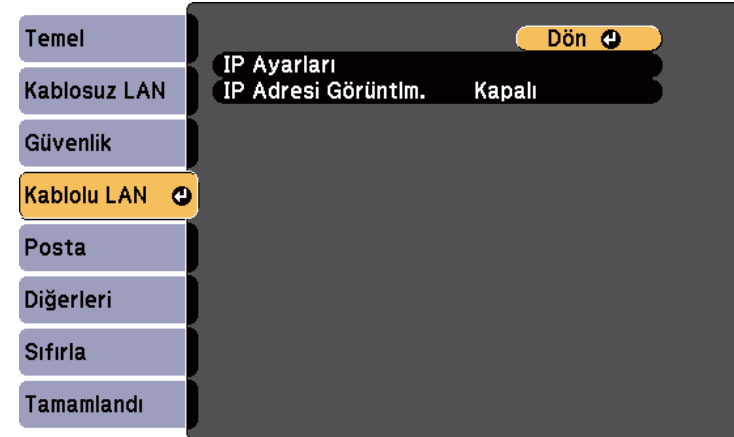 Temel
Kablosuz LAN
Güvenlik
Kablolu LAN
Posta
Diğerleri
Sıfırla
Tamamlandı
Dön
IP Ayarları
IP Adresi Görüntlm. Kapalı